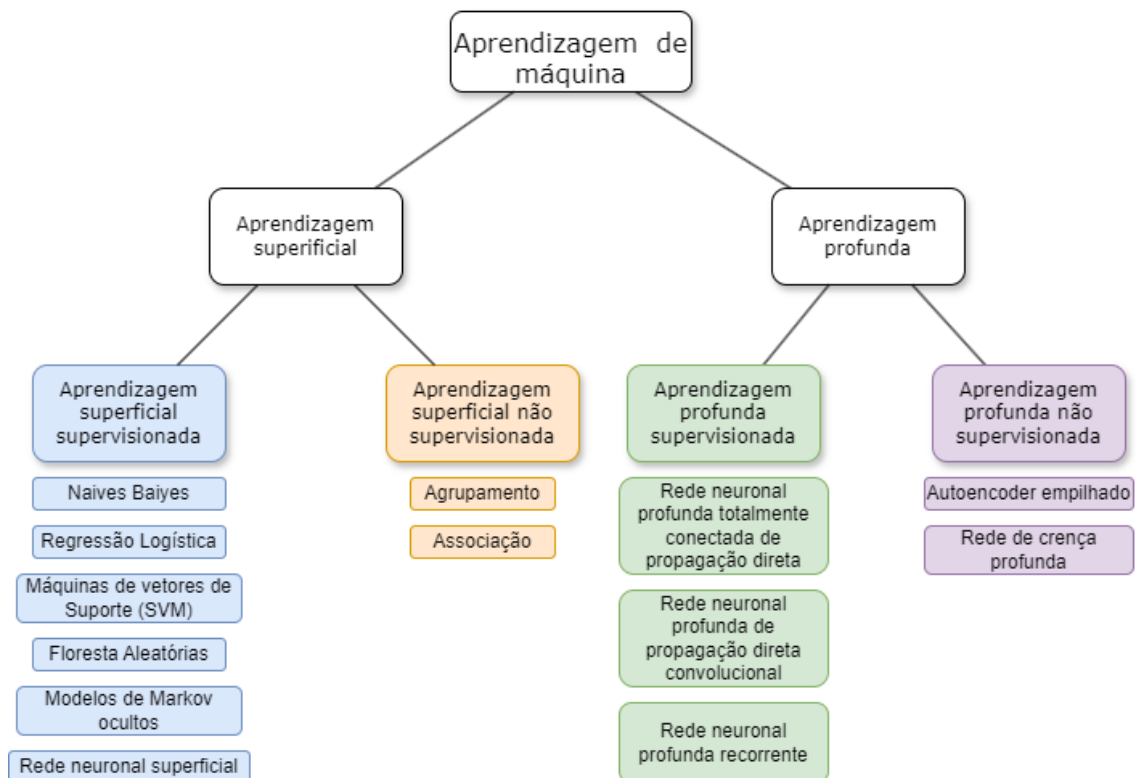 Aprendizagem de
máquina
Aprendizagem
superificial
Aprendizagem
profunda
Aprendizagem
superficial
supervisionada
Aprendizagem
superficial não
supervisionada
Aprendizagem
profunda
supervisionada
Aprendizagem
profunda não
supervisionada
Naives Baiyes
Regressão Logística
Máquinas de vetores de
Suporte (SVM)
Floresta Aleatórias
Modelos de Markov
ocultos
Rede neuronal superficial
Agrupamento
Associação
Rede neuronal
profunda totalmente
conectada de
propagação direta
Rede neuronal
profunda de
propagação direta
convolucional
Rede neuronal
profunda recorrente
Autoencoder empilhado
Rede de crença
profunda